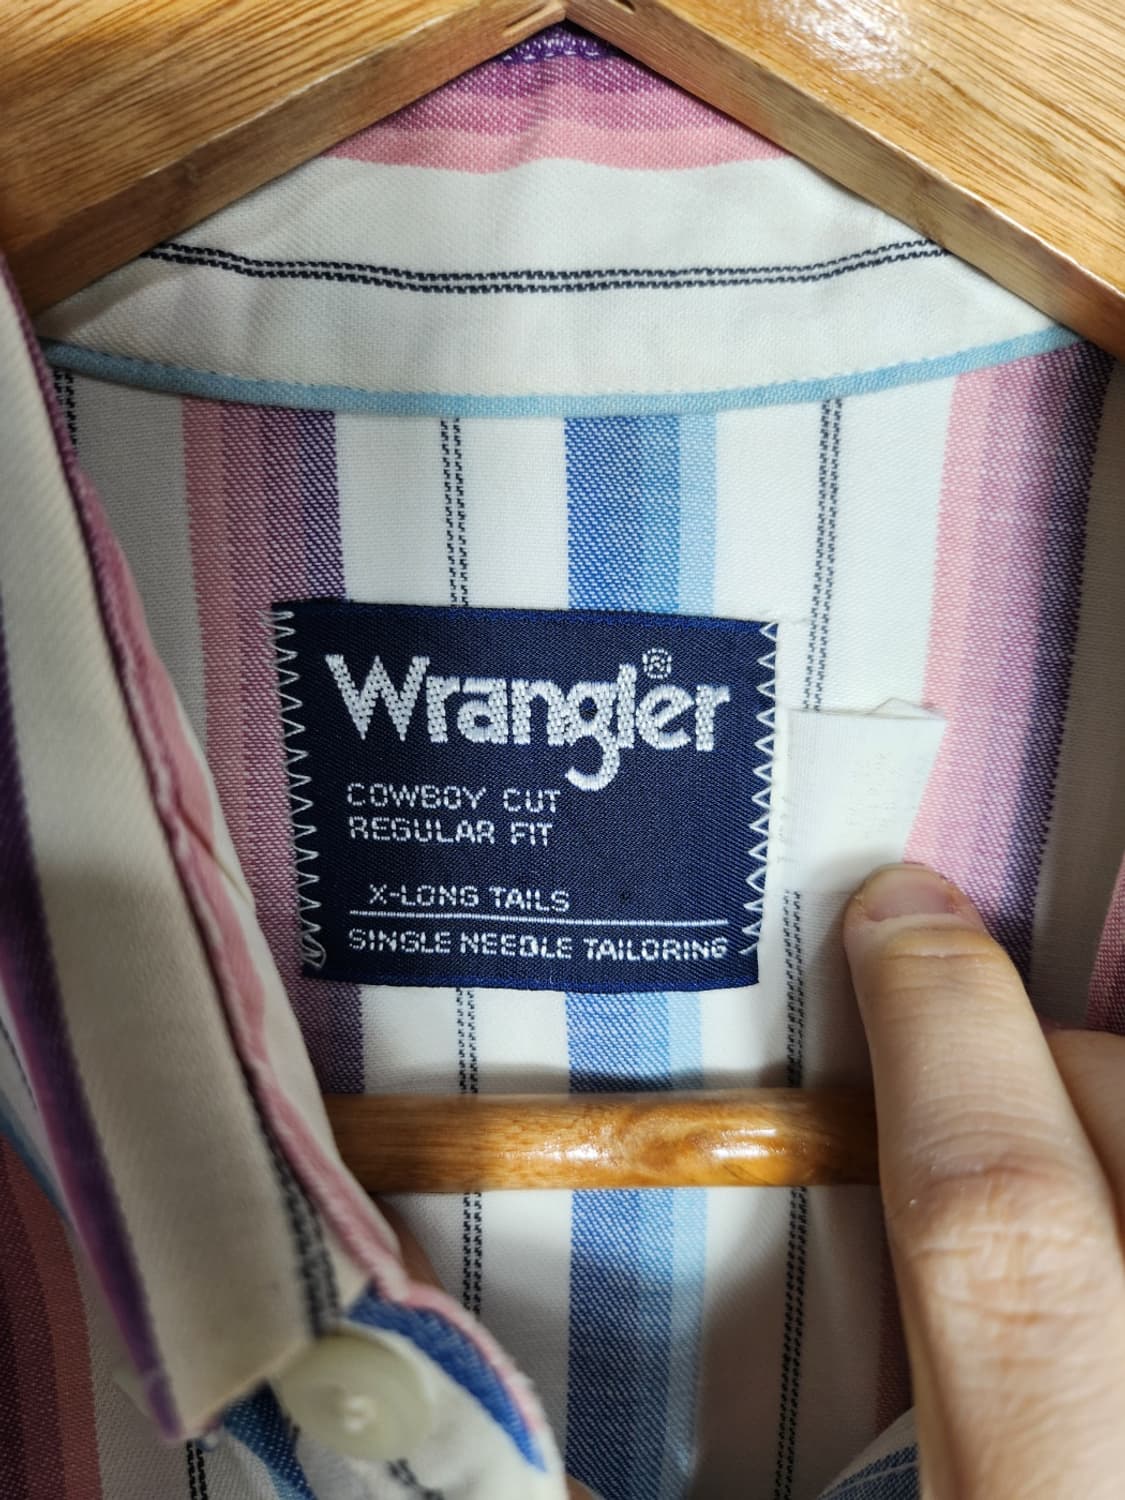 Wrangler®
COWBOY CUT
REGULAR FIT
X-LONG TAILS
SINGLE NEEDLE TAILORING